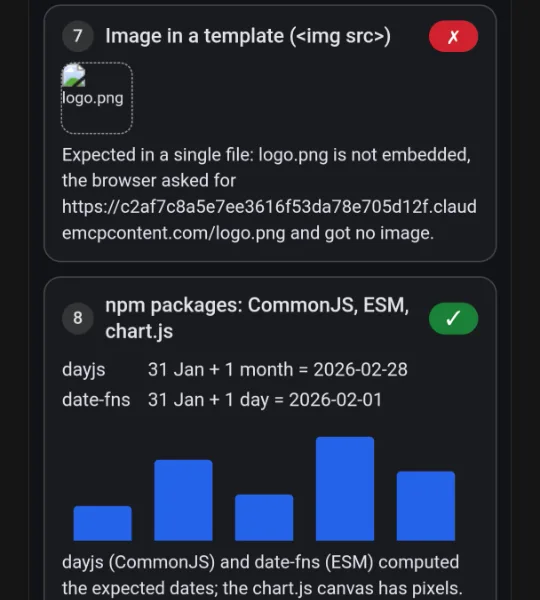 7 Image in a template (<img src>) ✗
logo.png
Expected in a single file: logo.png is not embedded,
the browser asked for
https://c2af7c8a5e7ee3616f53da78e705d12f.claud
emcpcontent.com/logo.png and got no image.
8 npm packages: CommonJS, ESM,
chart.js ✓
dayjs 31 Jan + 1 month = 2026-02-28
date-fns 31 Jan + 1 day = 2026-02-01
dayjs (CommonJS) and date-fns (ESM) computed
the expected dates; the chart.js canvas has pixels.